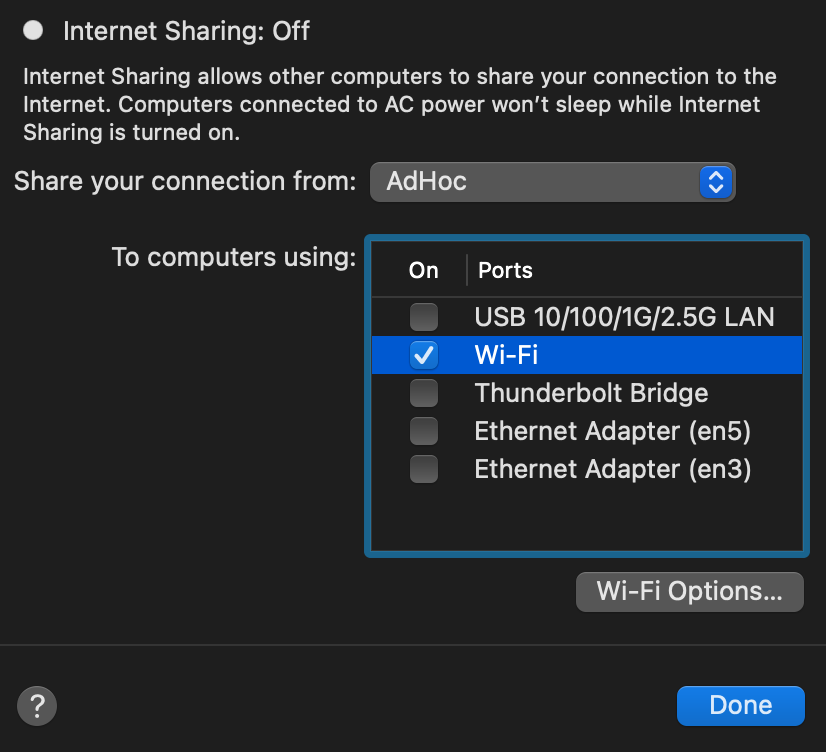 Internet Sharing: Off
Internet Sharing allows other computers to share your connection to the
Internet. Computers connected to AC power won’t sleep while Internet
Sharing is turned on.
Share your connection from: AdHoc
To computers using:
On Ports
USB 10/100/1G/2.5G LAN
Wi-Fi
Thunderbolt Bridge
Ethernet Adapter (en5)
Ethernet Adapter (en3)
Wi-Fi Options...
? Done